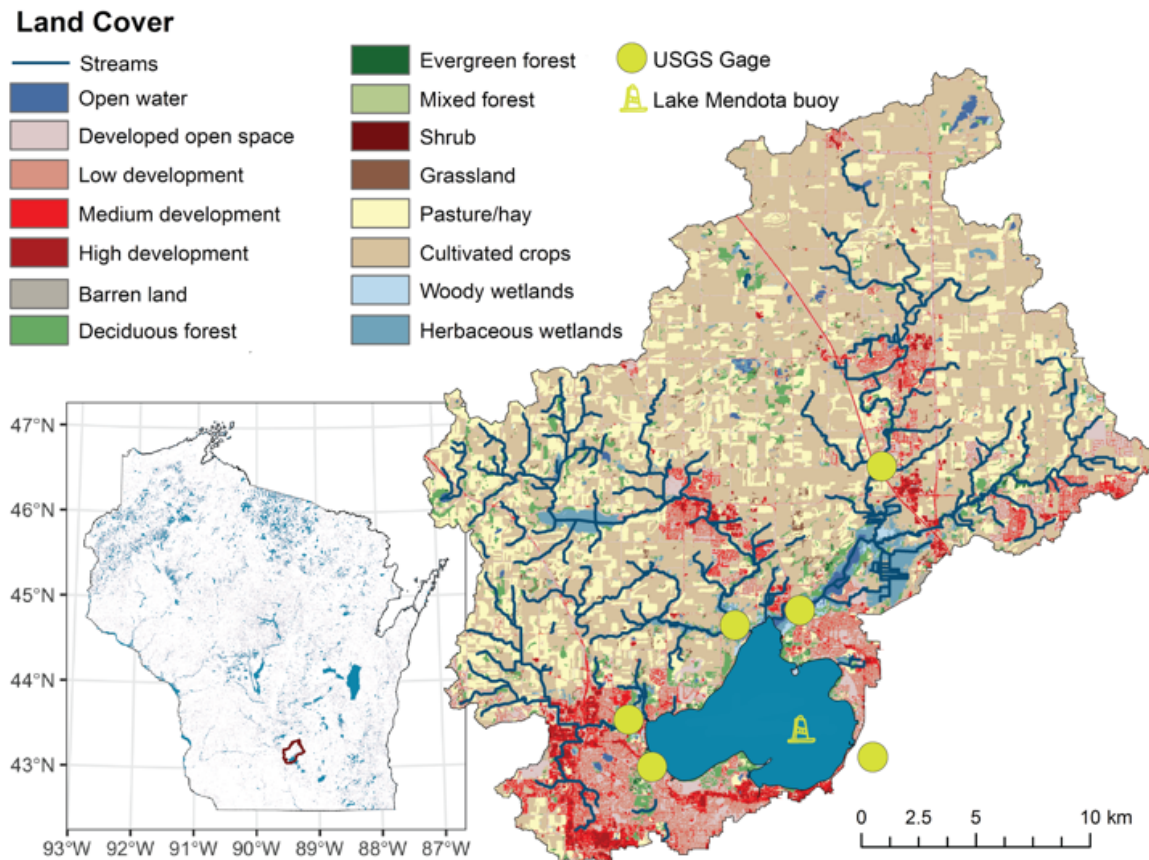 Land Cover
Streams
Open water
Developed open space
Low development
Medium development
High development
Barren land
Deciduous forest
Evergreen forest
Mixed forest
Shrub
Grassland
Pasture/hay
Cultivated crops
Woody wetlands
Herbaceous wetlands
USGS Gage
Lake Mendota buoy
47°N
46°N
45°N
44°N
43°N
93°W 92°W 91°W 90°W 89°W 88°W 87°W
0 2.5 5 10 km